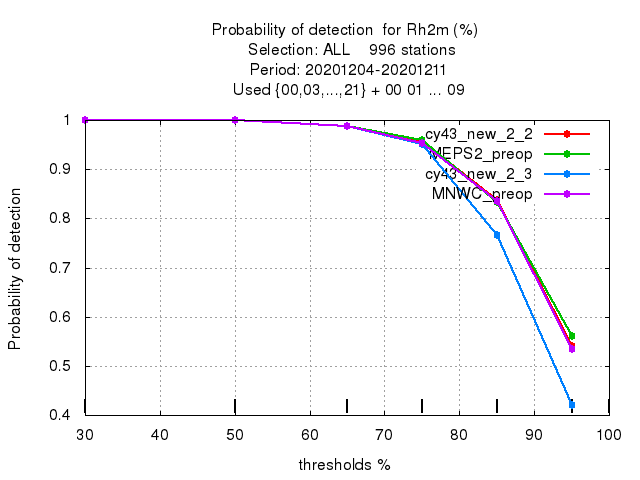 Probability of detection  for Rh2m (%)
Selection: ALL    996 stations
Period: 20201204-20201211
Used {00,03,...,21} + 00 01 ... 09
1
0.9
0.8
0.7
0.6
0.5
0.4
Probability of detection
cy43_new_2_2
MEPS2_preop
cy43_new_2_3
MNWC_preop
30 40 50 60 70 80 90 100
thresholds %